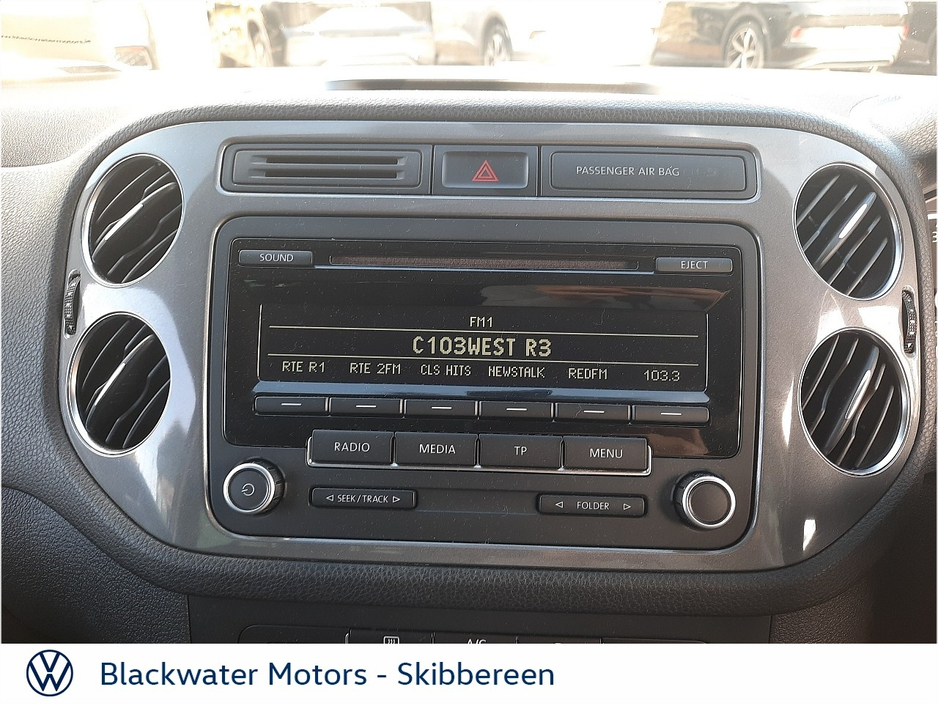 PASSENGER AIR BAG
SOUND
EJECT
FM1
C103WEST R3
RTE R1 RTE 2FM CLS HITS NEWSTALK REDFM 103.3
RADIO MEDIA TP MENU
SEEK / TRACK
FOLDER
A/C
Blackwater Motors - Skibbereen